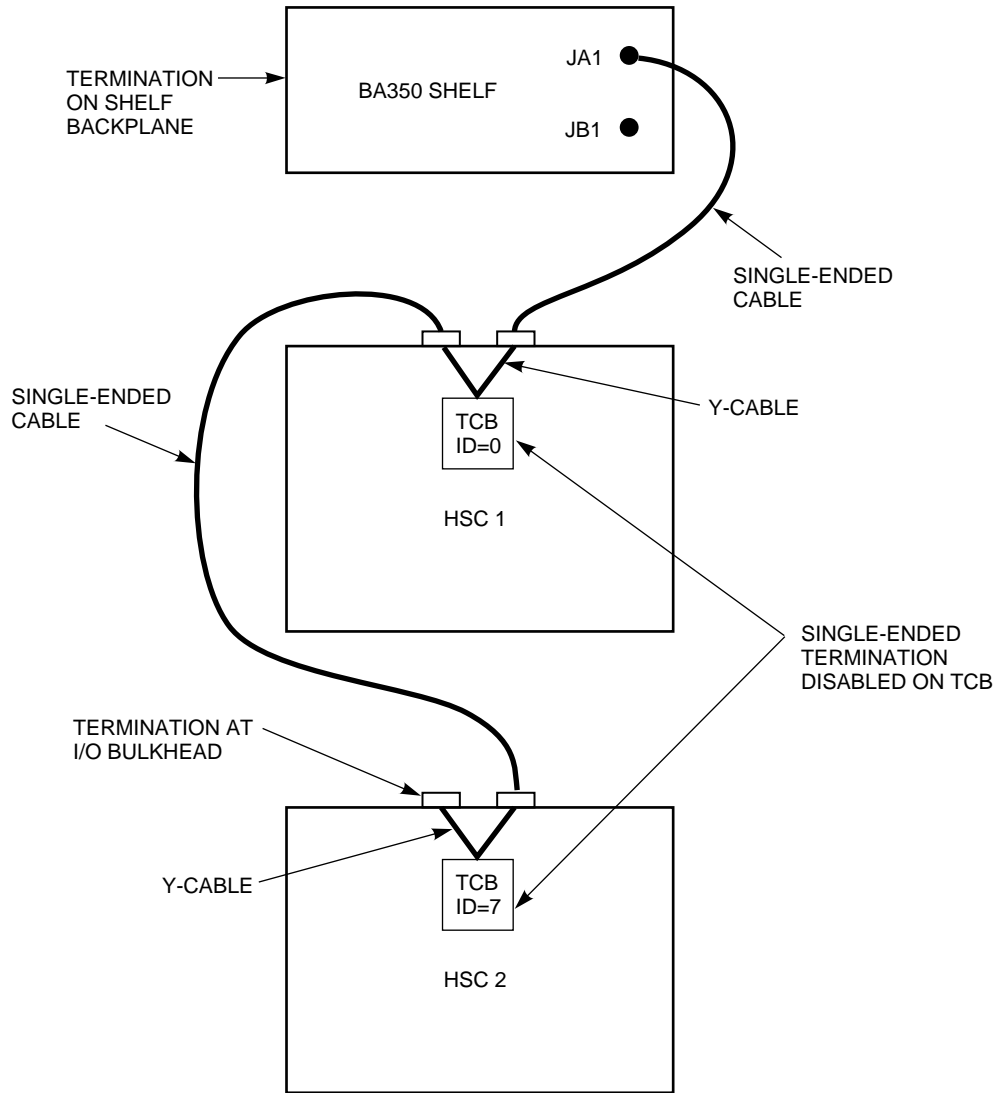 JA1
TERMINATION
ON SHELF
BACKPLANE
BA350 SHELF
JB1
SINGLE-ENDED
CABLE
SINGLE-ENDED
CABLE
Y-CABLE
TCB
ID=0
HSC 1
SINGLE-ENDED
TERMINATION
DISABLED ON TCB
TERMINATION AT
I/O BULKHEAD
Y-CABLE
TCB
ID=7
HSC 2